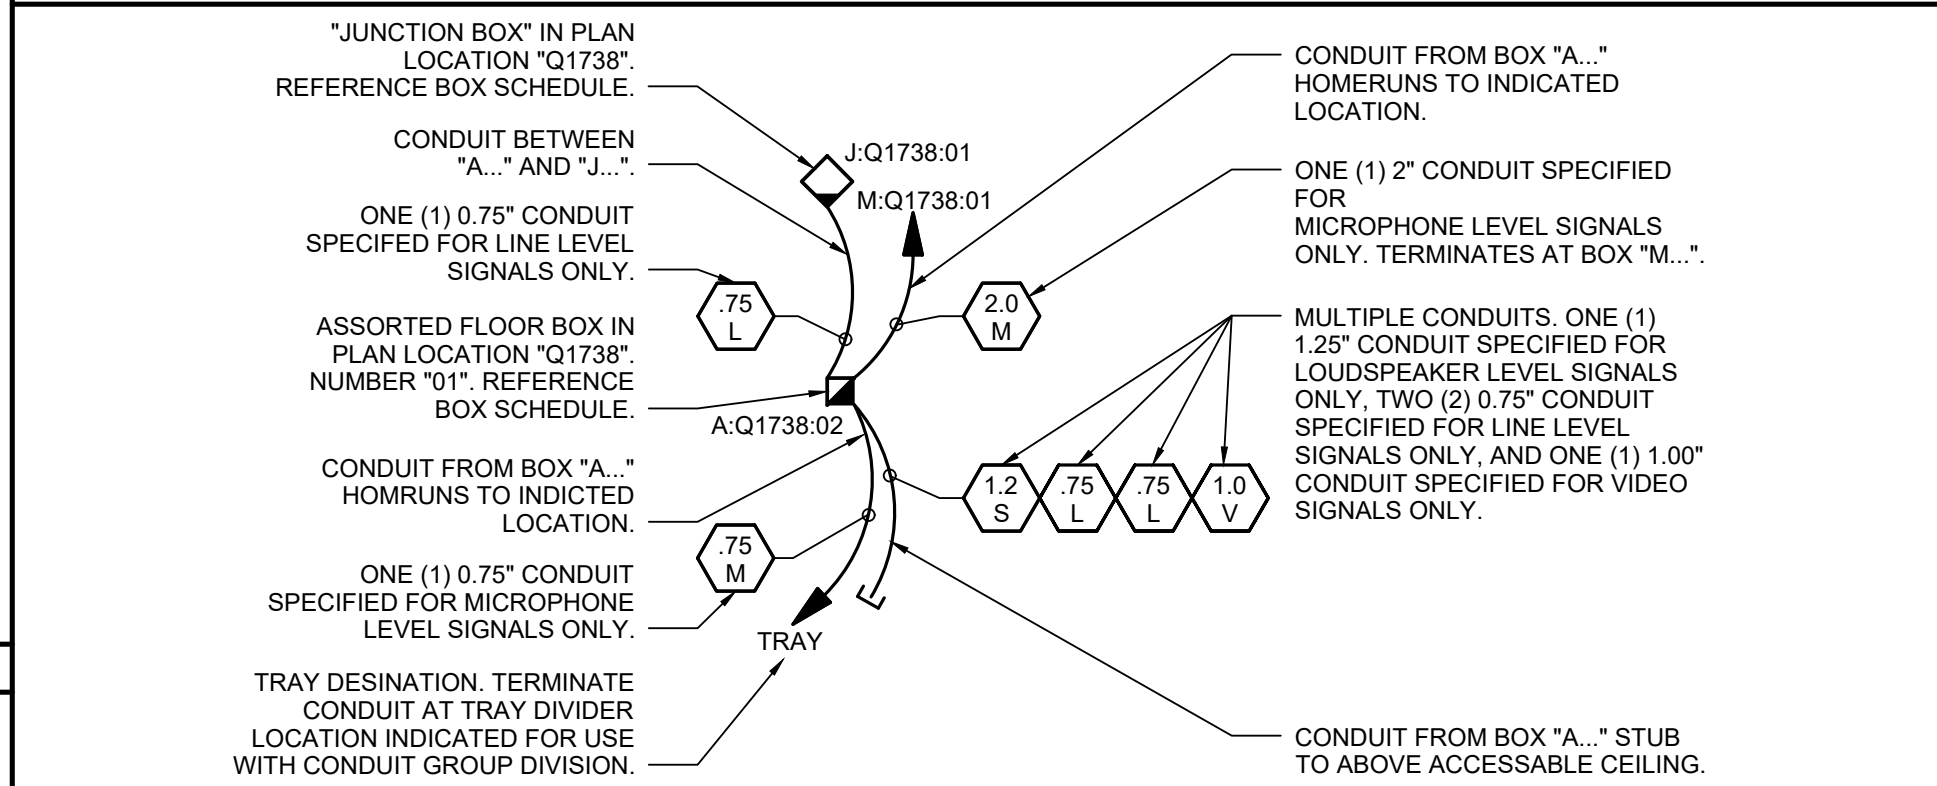 "JUNCTION BOX" IN PLAN
LOCATION "Q1738".
REFERENCE BOX SCHEDULE.
CONDUIT BETWEEN
"A..." AND "J...".
ONE (1) 0.75" CONDUIT
SPECIFED FOR LINE LEVEL
SIGNALS ONLY.
ASSORTED FLOOR BOX IN
PLAN LOCATION "Q1738".
NUMBER "01". REFERENCE
BOX SCHEDULE.
CONDUIT FROM BOX "A..."
HOMRUNS TO INDICTED
LOCATION.
ONE (1) 0.75" CONDUIT
SPECIFIED FOR MICROPHONE
LEVEL SIGNALS ONLY.
TRAY DESINATION. TERMINATE
CONDUIT AT TRAY DIVIDER
LOCATION INDICATED FOR USE
WITH CONDUIT GROUP DIVISION.
J:Q1738:01
M:Q1738:01
.75
L
2.0
M
A:Q1738:02
1.2
S
.75
L
.75
L
1.0
V
.75
M
TRAY
CONDUIT FROM BOX "A..."
HOMERUNS TO INDICATED
LOCATION.
ONE (1) 2" CONDUIT SPECIFIED
FOR
MICROPHONE LEVEL SIGNALS
ONLY. TERMINATES AT BOX "M...".
MULTIPLE CONDUITS. ONE (1)
1.25" CONDUIT SPECIFIED FOR
LOUDSPEAKER LEVEL SIGNALS
ONLY, TWO (2) 0.75" CONDUIT
SPECIFIED FOR LINE LEVEL
SIGNALS ONLY, AND ONE (1) 1.00"
CONDUIT SPECIFIED FOR VIDEO
SIGNALS ONLY.
CONDUIT FROM BOX "A..." STUB
TO ABOVE ACCESSABLE CEILING.